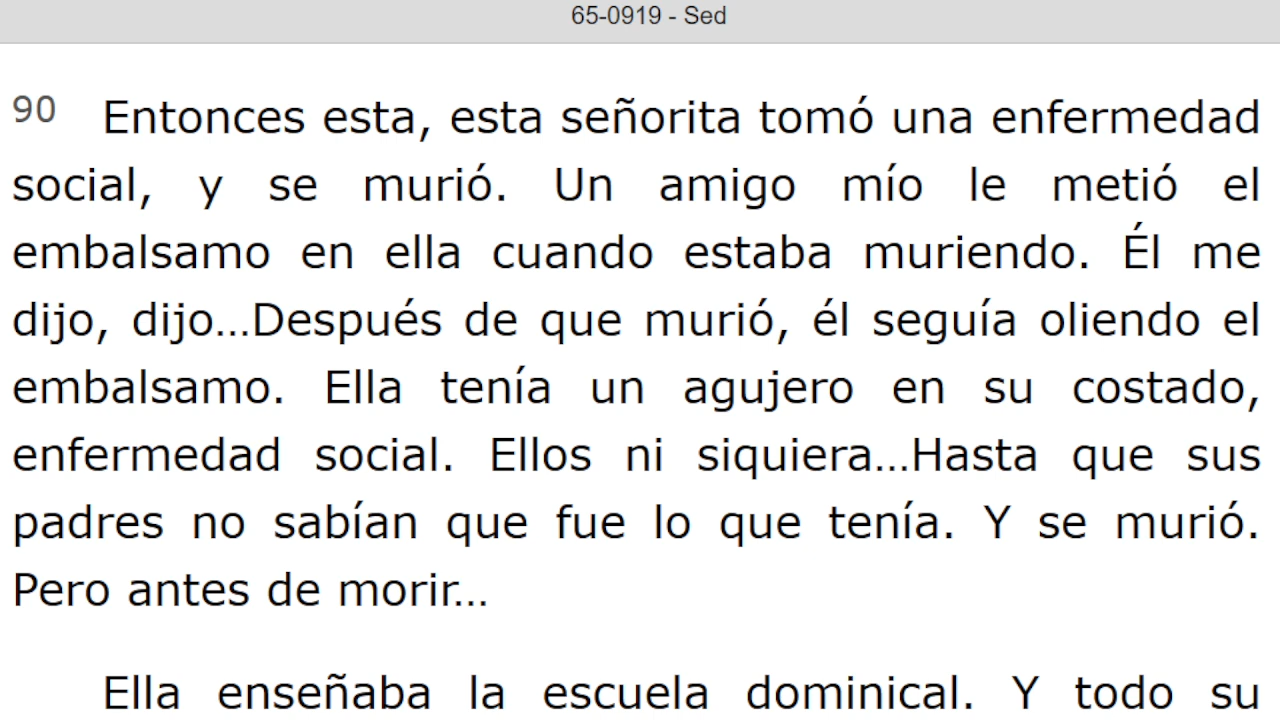 65-0919 - Sed
90 Entonces esta, esta señorita tomó una enfermedad
social, y se murió. Un amigo mío le metió el
embalsamo en ella cuando estaba muriendo. Él me
dijo, dijo...Después de que murió, él seguía oliendo el
embalsamo. Ella tenía un agujero en su costado,
enfermedad social. Ellos ni siquiera...Hasta que sus
padres no sabían que fue lo que tenía. Y se murió.
Pero antes de morir...
Ella enseñaba la escuela dominical. Y todo su